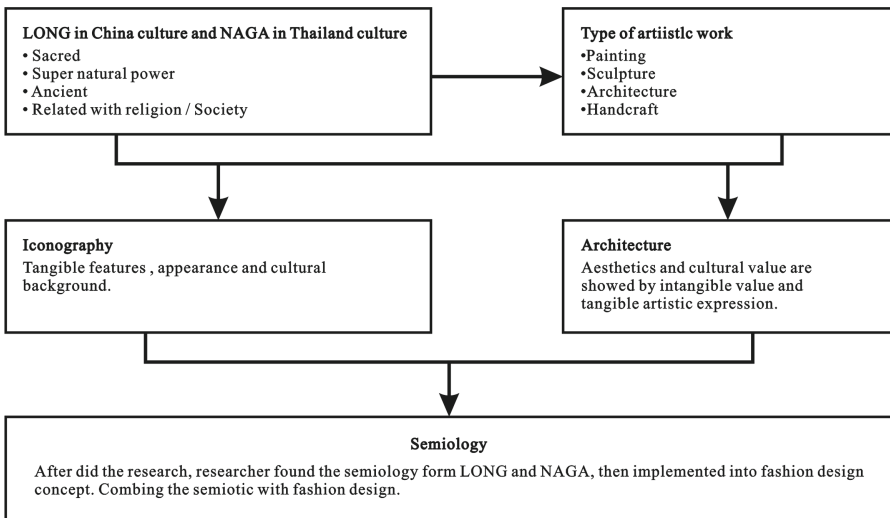 LONG in China culture and NAGA in Thailand culture
• Sacred
• Super natural power
• Ancient
• Related with religion / Society
Type of artiistlc work
•Painting
•Sculpture
•Architecture
•Handcraft
Iconography
Tangible features , appearance and cultural
background.
Architecture
Aesthetics and cultural value are
showed by intangible value and
tangible artistic expression.
Semiology
After did the research, researcher found the semiology form LONG and NAGA, then implemented into fashion design
concept. Combing the semiotic with fashion design.